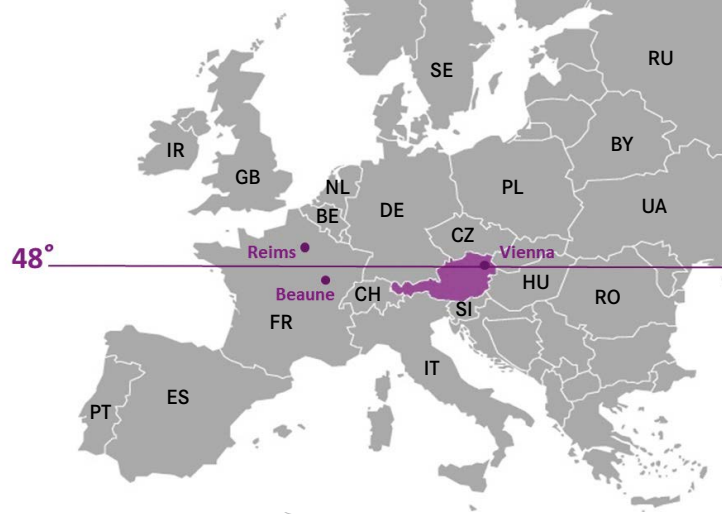 SE
RU
BY
IR
GB
NL
PL
BE
DE
UA
CZ
Reims
Vienna
48°
HU
CH
Beaune
RO
SI
FR
IT
ES
PT